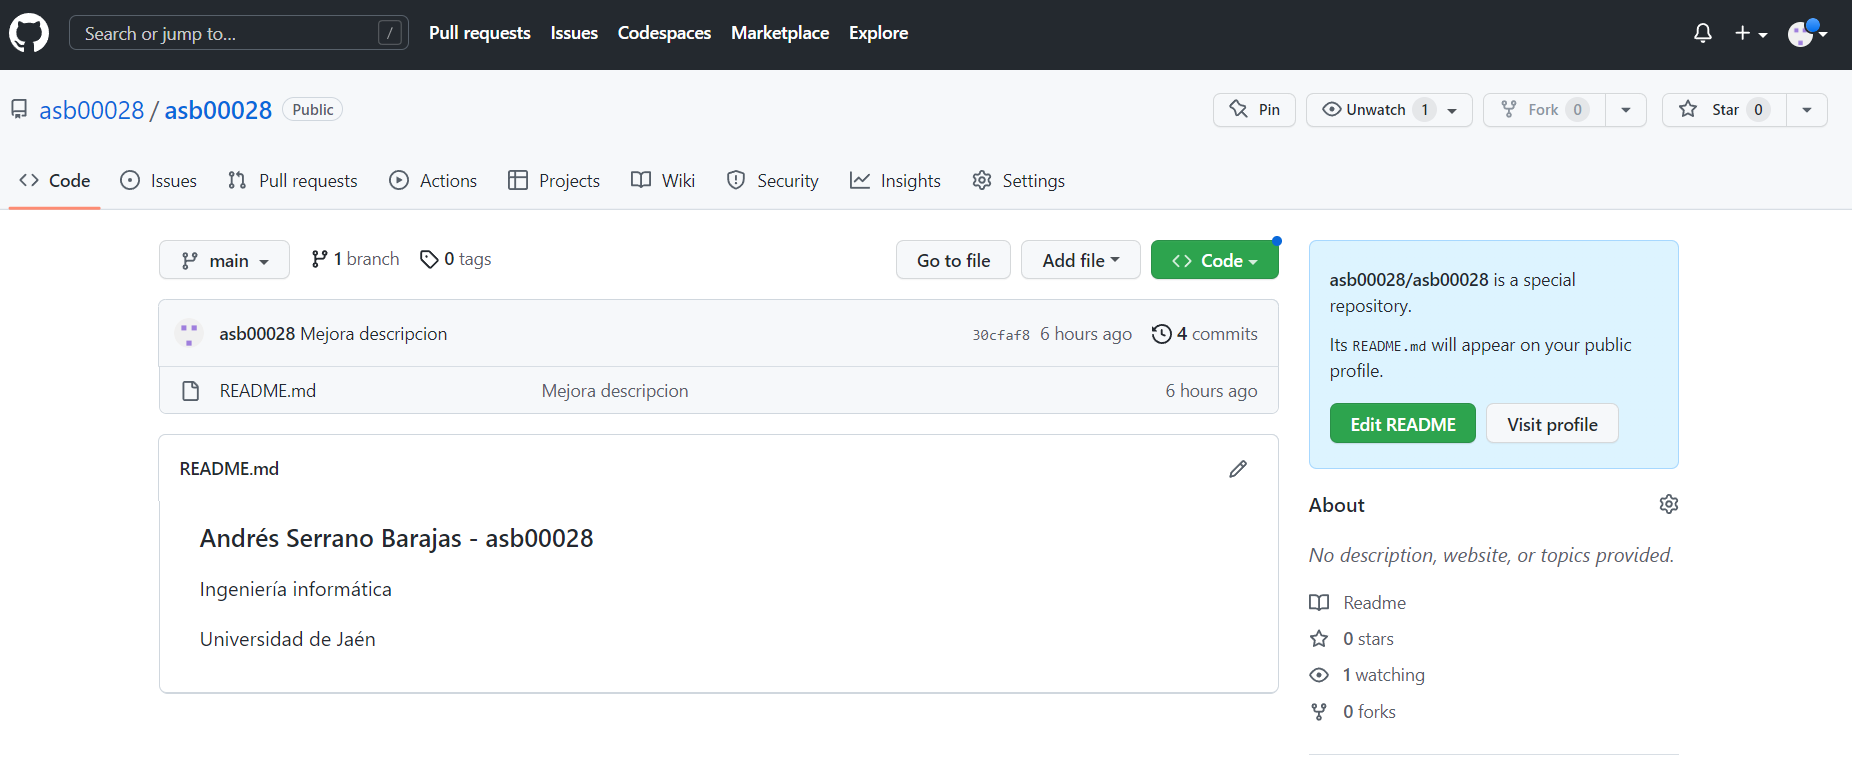 Search or jump to... /
Pull requests Issues Codespaces Marketplace Explore
asb00028 / asb00028 Public
Pin Unwatch 1 Fork 0 Star 0
Code Issues Pull requests Actions Projects Wiki Security Insights Settings
main 1 branch 0 tags Go to file Add file Code
asb00028 Mejora descripcion 30cfaf8 6 hours ago 4 commits
README.md Mejora descripcion 6 hours ago
README.md
Andrés Serrano Barajas - asb00028
Ingeniería informática
Universidad de Jaén
asb00028/asb00028 is a special
repository.
Its README.md will appear on your public
profile.
Edit README Visit profile
About
No description, website, or topics provided.
Readme
0 stars
1 watching
0 forks